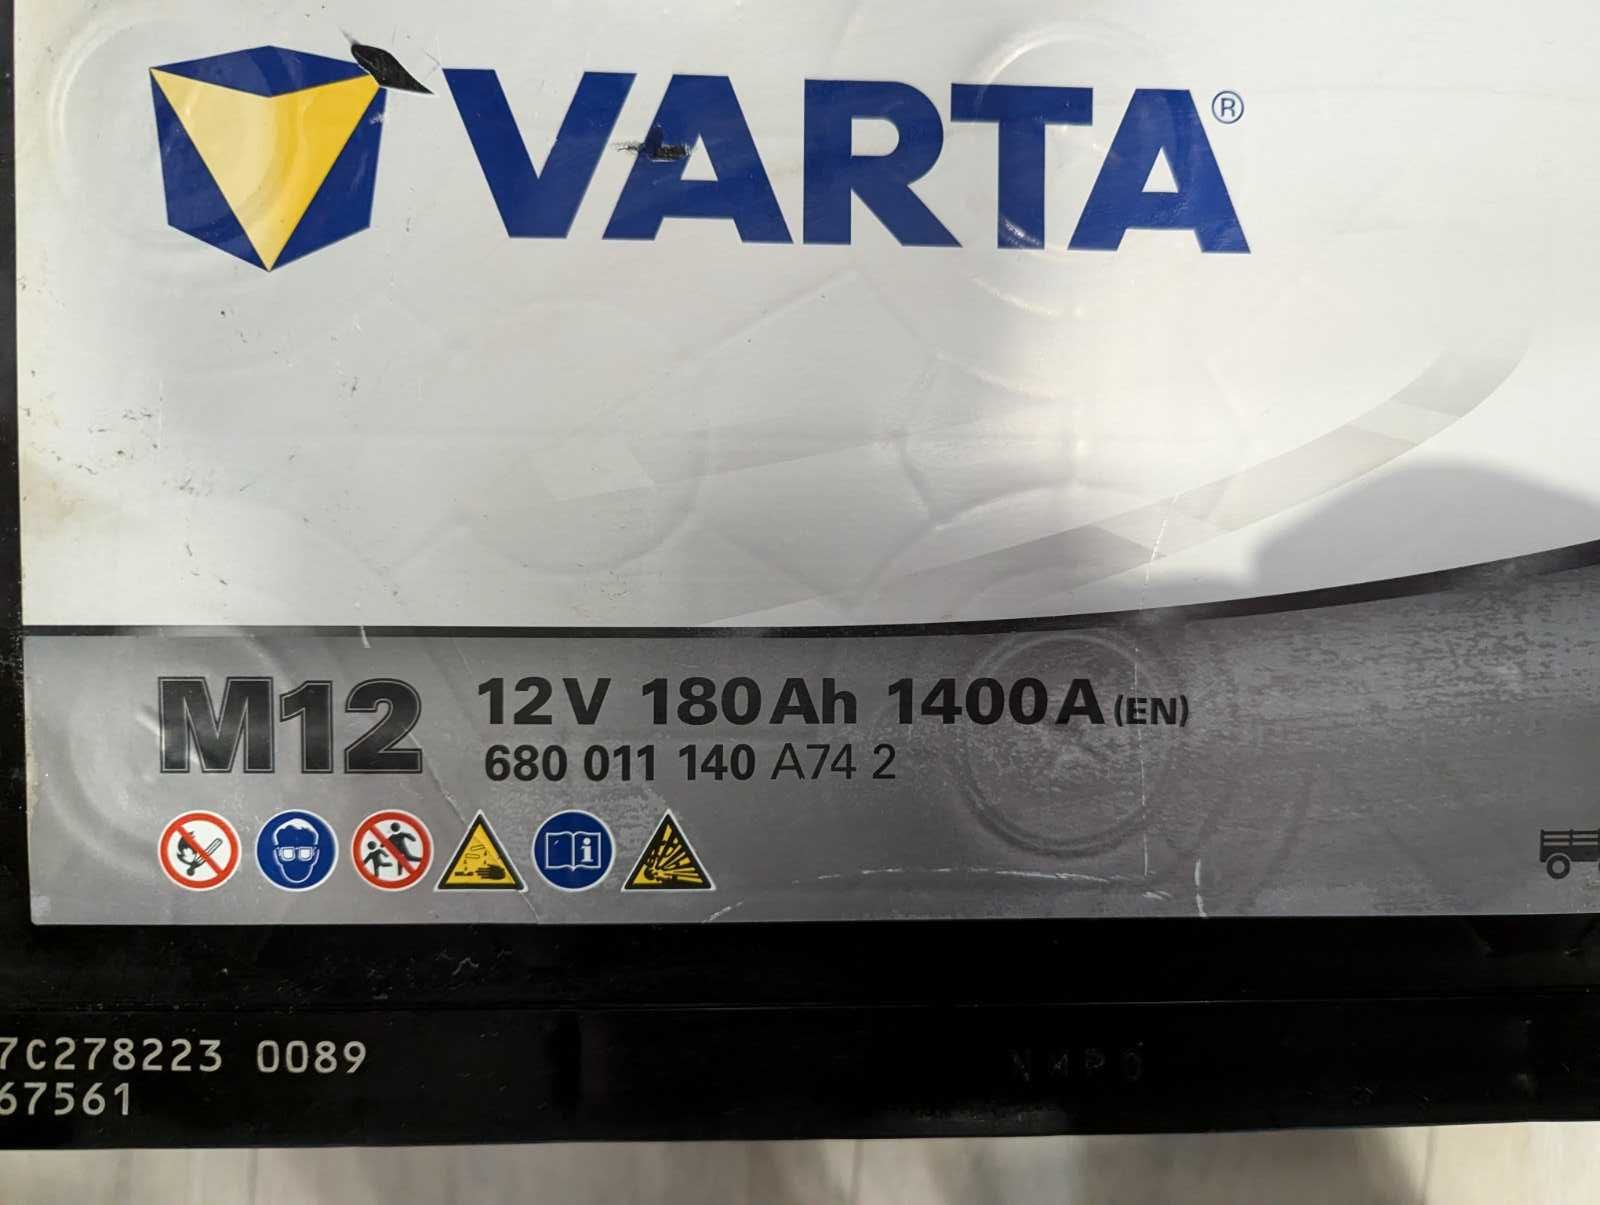 VARTA®
M12 12V 180Ah 1400A (EN)
680 011 140 A74 2
i
7C278223 0089
67561